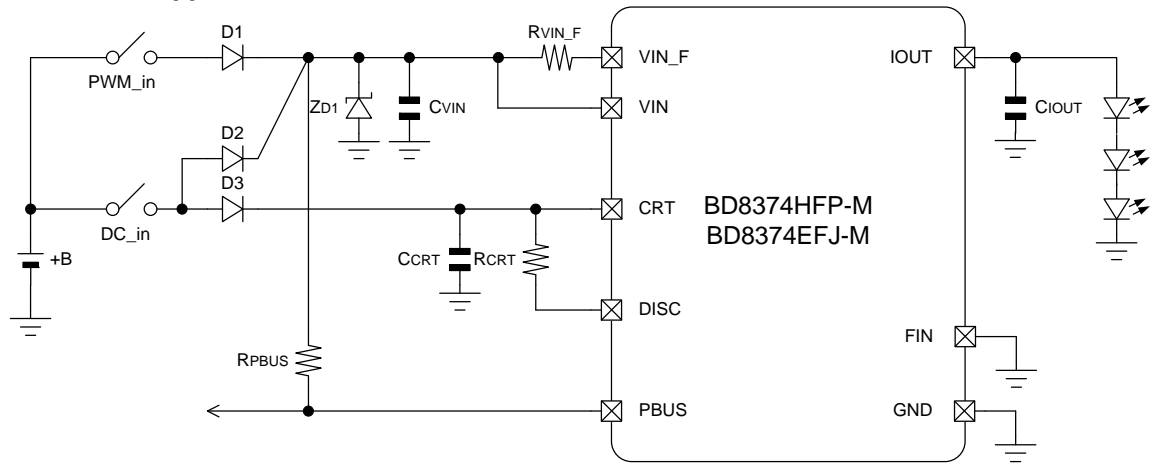 D1
RVIN_F
VIN_F
IOUT
PWM_in
ZD1
CVIN
VIN
CIOUT
D2
D3
CRT
BD8374HFP-M
BD8374EFJ-M
DC_in
+B
CCRT
RCRT
DISC
FIN
RPBUS
PBUS
GND